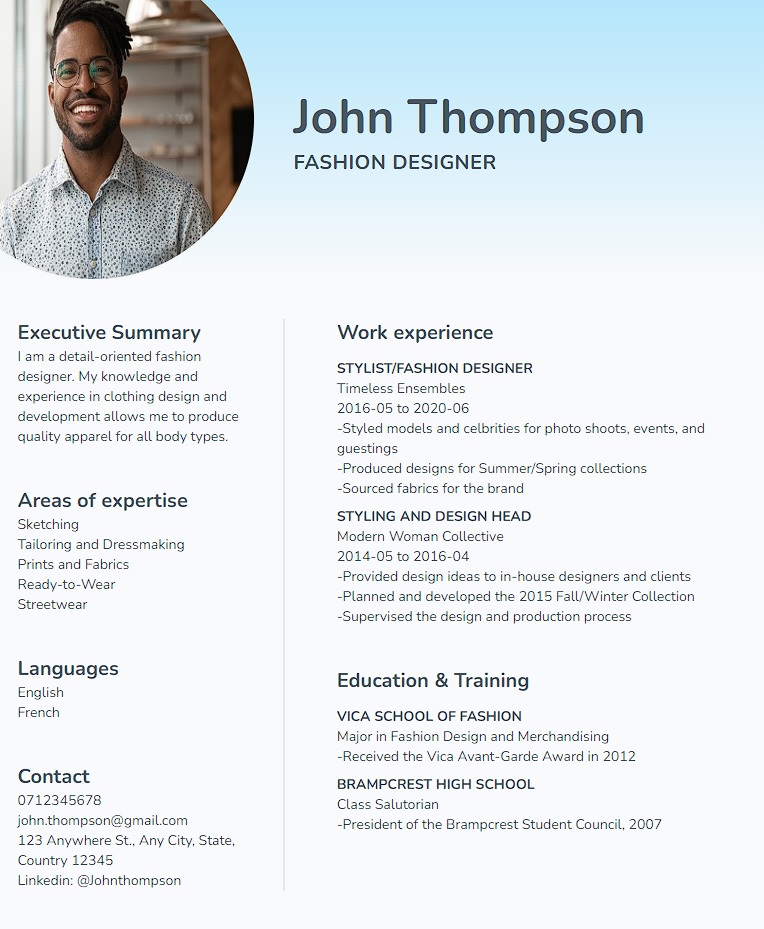 John Thompson
FASHION DESIGNER
Executive Summary
I am a detail-oriented fashion
designer. My knowledge and
experience in clothing design and
development allows me to produce
quality apparel for all body types.
Areas of expertise
Sketching
Tailoring and Dressmaking
Prints and Fabrics
Ready-to-Wear
Streetwear
Languages
English
French
Contact
0712345678
john.thompson@gmail.com
123 Anywhere St., Any City, State,
Country 12345
Linkedin: @Johnthompson
Work experience
STYLIST/FASHION DESIGNER
Timeless Ensembles
2016-05 to 2020-06
-Styled models and celbrities for photo shoots, events, and
guestings
-Produced designs for Summer/Spring collections
-Sourced fabrics for the brand
STYLING AND DESIGN HEAD
Modern Woman Collective
2014-05 to 2016-04
-Provided design ideas to in-house designers and clients
-Planned and developed the 2015 Fall/Winter Collection
-Supervised the design and production process
Education & Training
VICA SCHOOL OF FASHION
Major in Fashion Design and Merchandising
-Received the Vica Avant-Garde Award in 2012
BRAMPCREST HIGH SCHOOL
Class Salutorian
-President of the Brampcrest Student Council, 2007